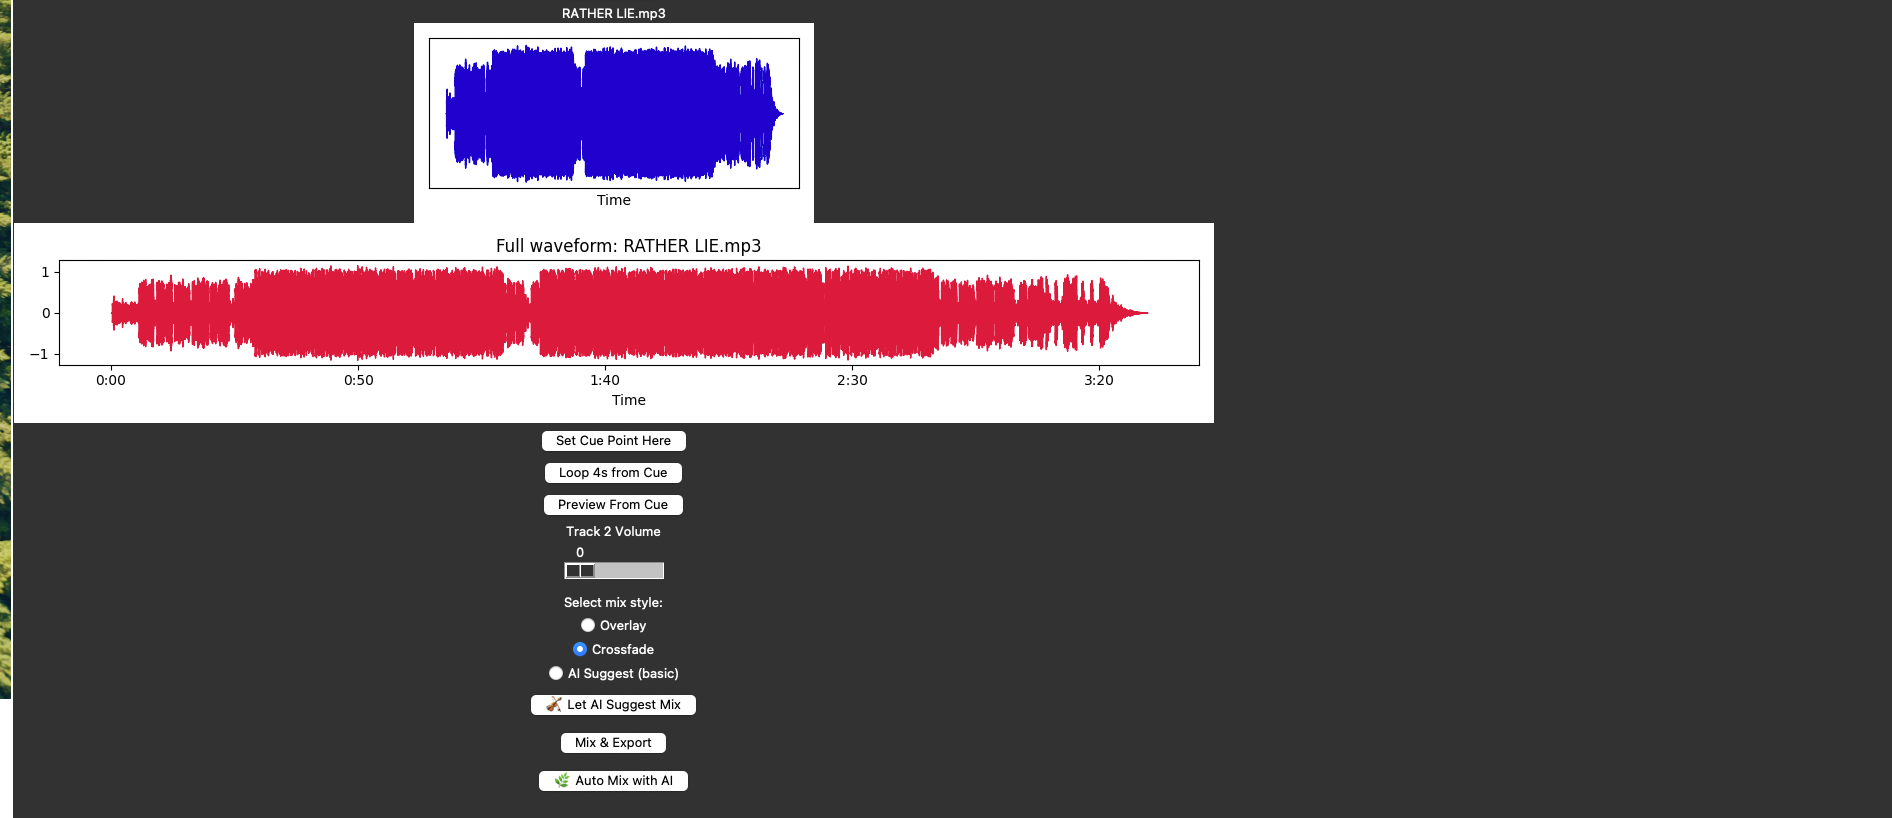 RATHER LIE.mp3
Time
Full waveform: RATHER LIE.mp3
1
0
−1
0:00 0:50 1:40 2:30 3:20
Time
Set Cue Point Here
Loop 4s from Cue
Preview From Cue
Track 2 Volume
0
Select mix style:
Overlay
Crossfade
AI Suggest (basic)
🎻 Let AI Suggest Mix
Mix & Export
🌿 Auto Mix with AI